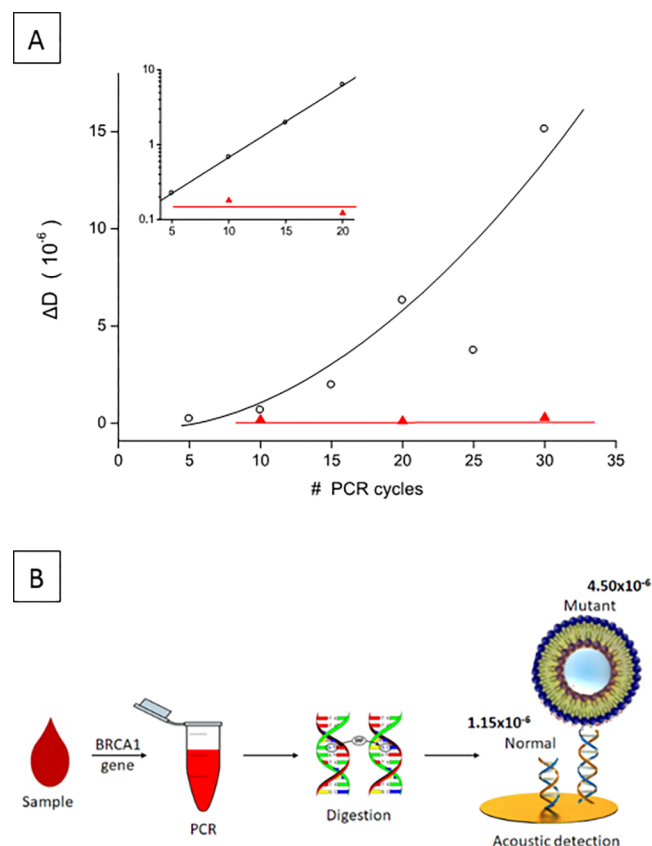 A
10
1
0.1
5
10
15
20
15
10
5
0
ΔD ( 10⁻⁶)
0
5
10
15
20
25
30
35
# PCR cycles
B
4.50x10⁻⁶
Mutant
1.15x10⁻⁶
Normal
BRCA1
gene
Sample
PCR
Digestion
Acoustic detection